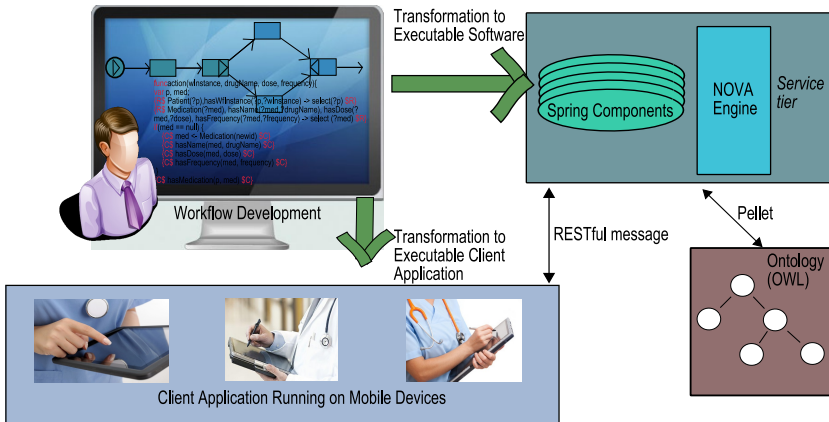 Transformation to
Executable Software
function action(wInstance, drugName, dose, frequency){
p, med;
Patient(?p),hasWfInstance(?p,?wInstance) -> select(?p)
Medication(?med), hasName(?med,?drugName), hasDose(?
med,?dose), hasFrequency(?med,?frequency) -> select (?med)
(med == null) {
{C$ med <- Medication(newid) $C}
{C$ hasName(med, drugName) $C}
{C$ hasDose(med, dose) $C}
{C$ hasFrequency(med, frequency) $C}
{C$ hasMedication(p, med) $C}
Workflow Development
Spring Components
NOVA
Engine
Service
tier
Transformation to
Executable Client
Application
RESTful message
Pellet
Ontology
(OWL)
Client Application Running on Mobile Devices